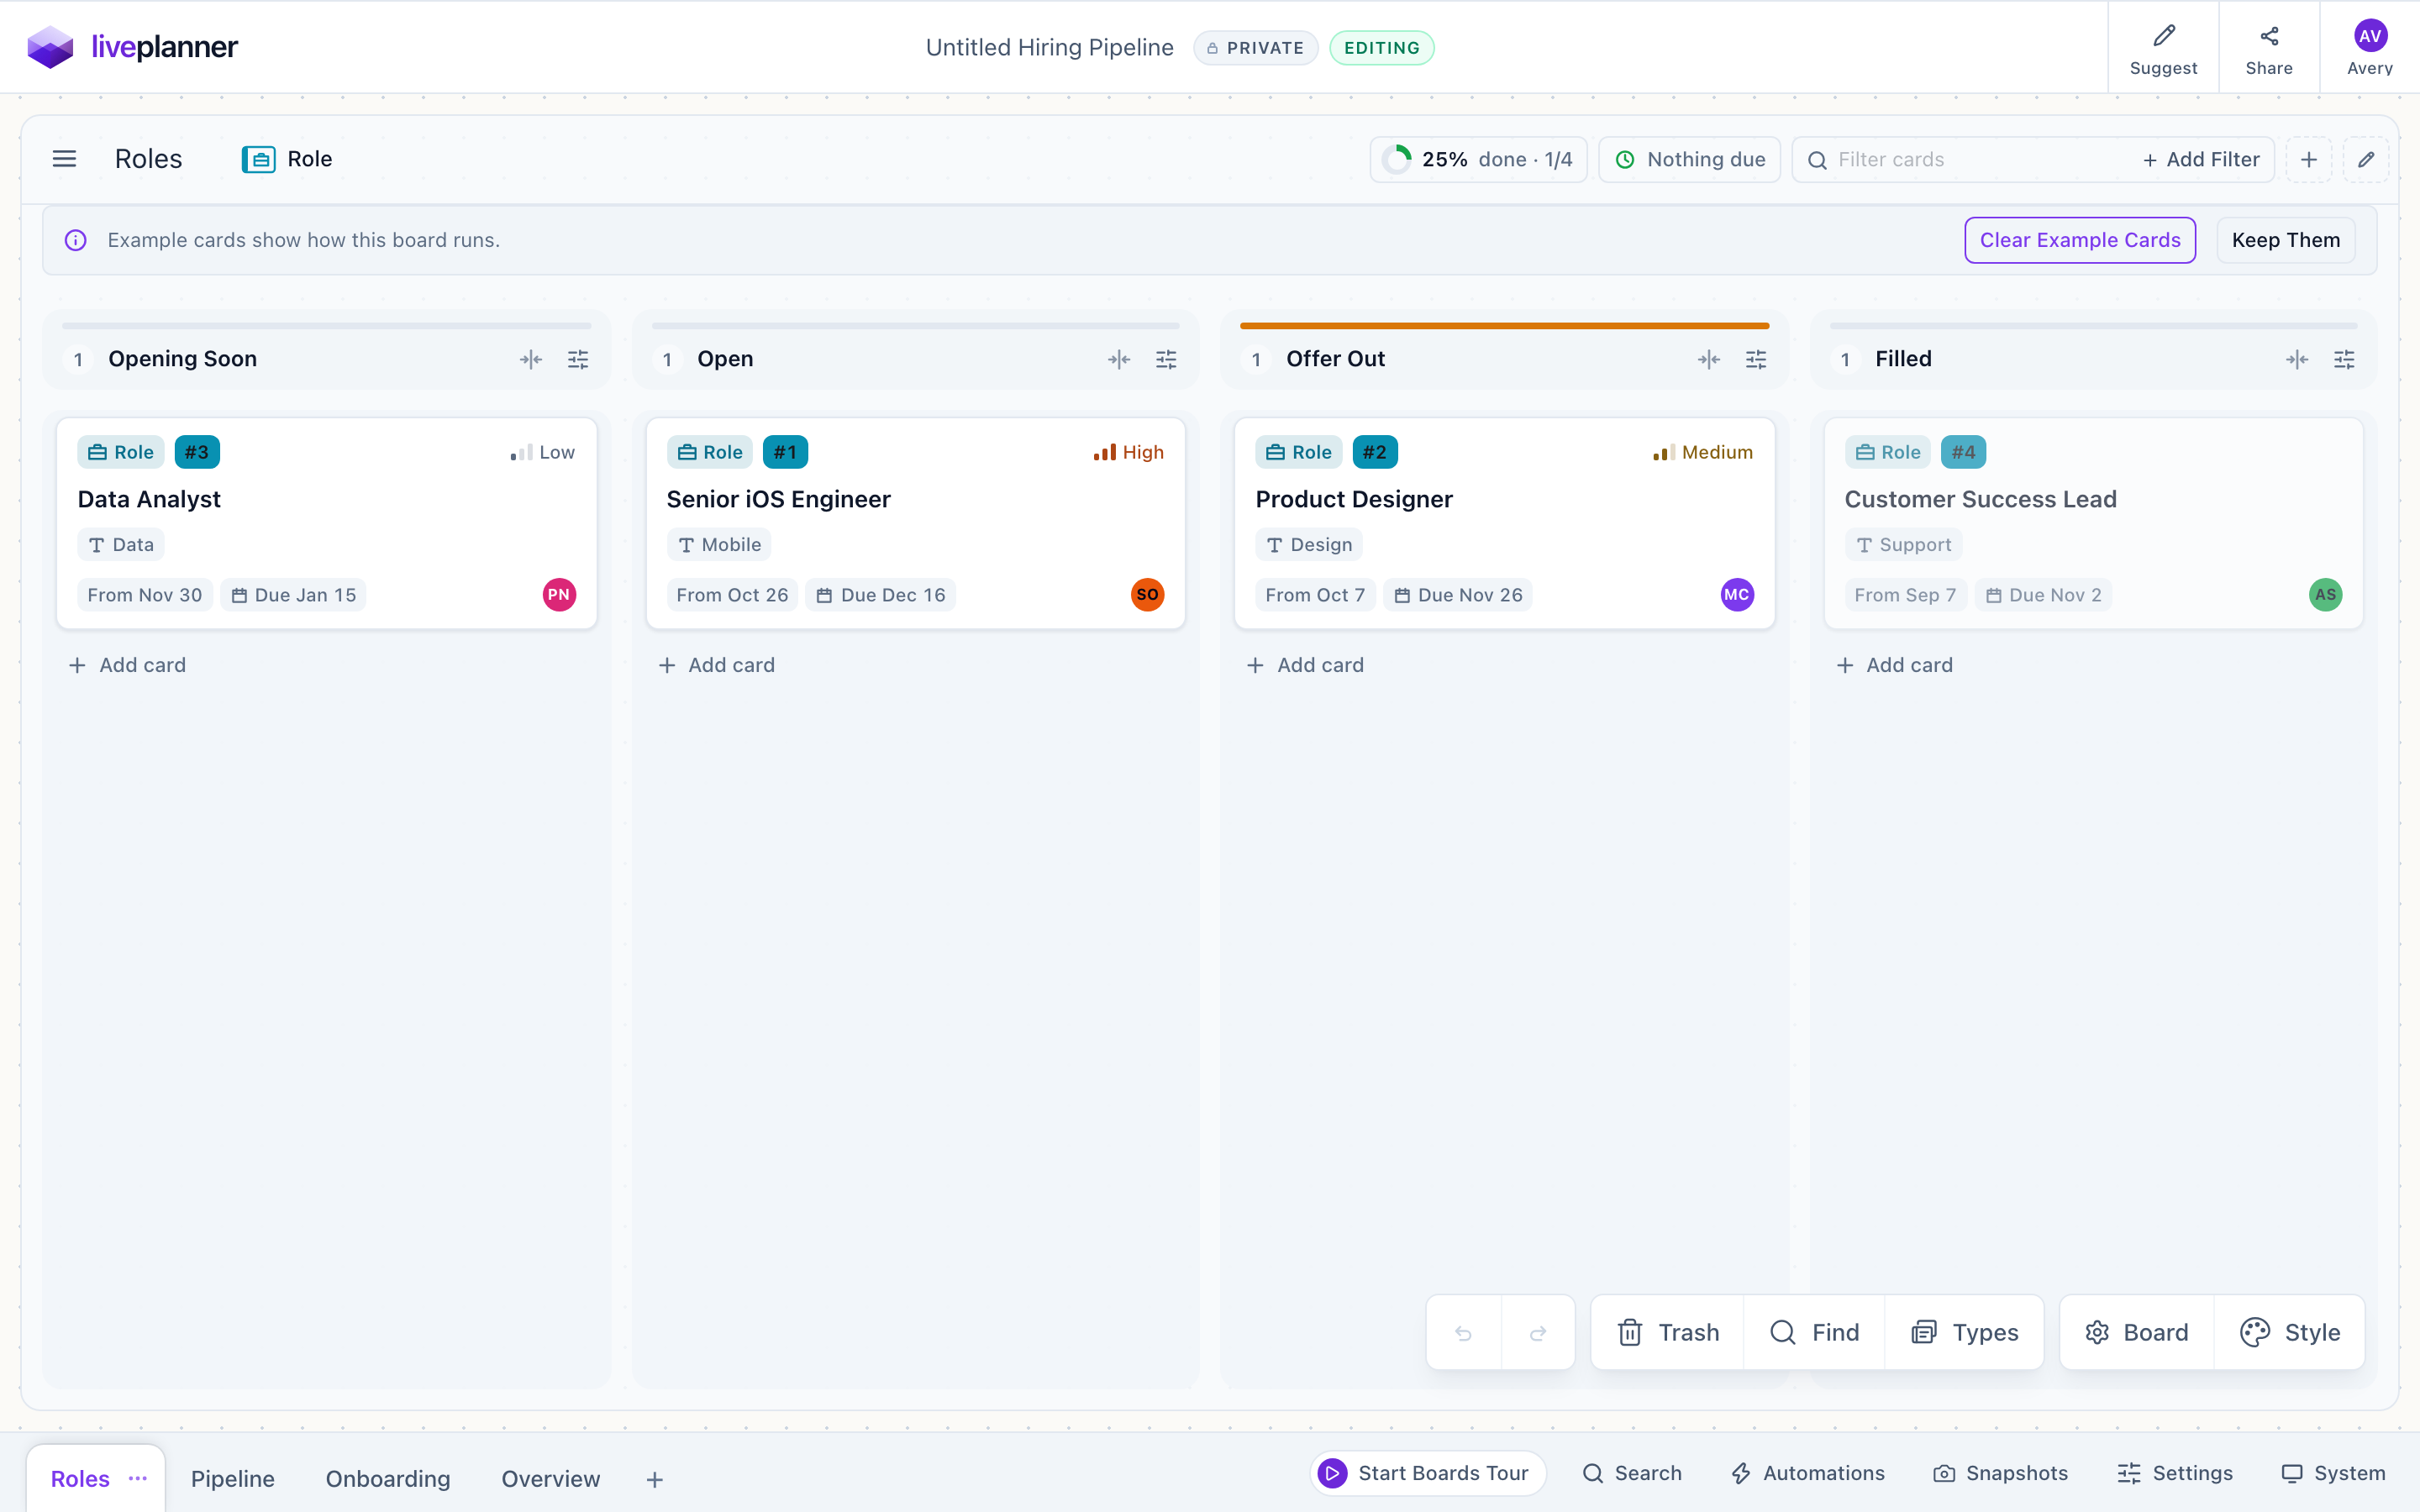 liveplanner
Untitled Hiring Pipeline
PRIVATE
EDITING
Suggest
Share
AV
Avery
Roles
Role
25% done · 1/4
Nothing due
Filter cards
+ Add Filter
Example cards show how this board runs.
Clear Example Cards
Keep Them
1 Opening Soon
1 Open
1 Offer Out
1 Filled
Role #3 Low
Data Analyst
Data
From Nov 30 Due Jan 15 PN
+ Add card
Role #1 High
Senior iOS Engineer
Mobile
From Oct 26 Due Dec 16 SO
+ Add card
Role #2 Medium
Product Designer
Design
From Oct 7 Due Nov 26 MC
+ Add card
Role #4
Customer Success Lead
Support
From Sep 7 Due Nov 2 AS
+ Add card
Trash
Find
Types
Board
Style
Roles
Pipeline
Onboarding
Overview
+
Start Boards Tour
Search
Automations
Snapshots
Settings
System